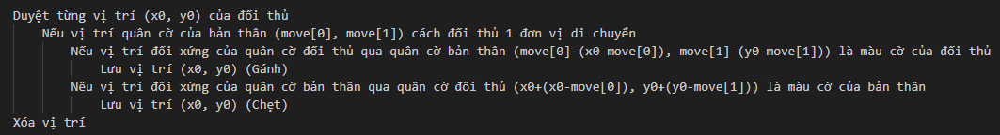 Duyệt từng vị trí (x0, y0) của đối thủ
Nếu vị trí quân cờ của bản thân (move[0], move[1]) cách đối thủ 1 đơn vị di chuyển
Nếu vị trí đối xứng của quân cờ đối thủ qua quân cờ bản thân (move[0]-(x0-move[0]), move[1]-(y0-move[1])) là màu cờ của đối thủ
Lưu vị trí (x0, y0) (Gánh)
Nếu vị trí đối xứng của quân cờ bản thân qua quân cờ đối thủ (x0+(x0-move[0]), y0+(y0-move[1])) là màu cờ của bản thân
Lưu vị trí (x0, y0) (Chẹt)
Xóa vị trí